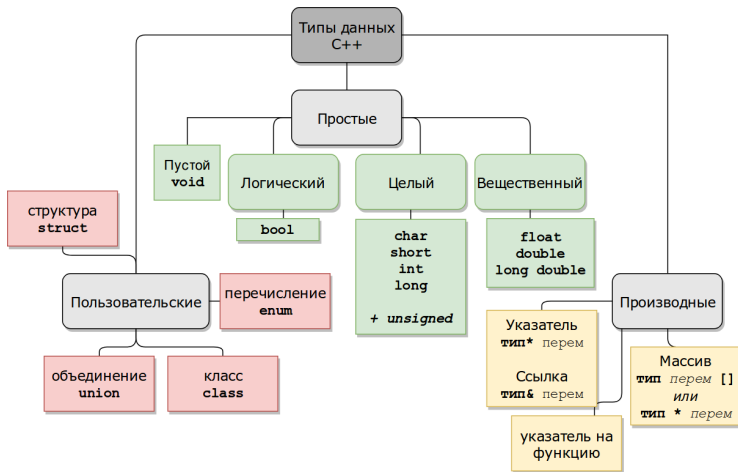 Типы данных
C++
Простые
Пустой
void
Логический
bool
Целый
char
short
int
long
+ unsigned
Вещественный
float
double
long double
структура
struct
Пользовательские
перечисление
enum
объединение
union
класс
class
Производные
Указатель
тип* перем
Ссылка
тип& перем
Массив
тип перем []
или
тип * перем
указатель на
функцию